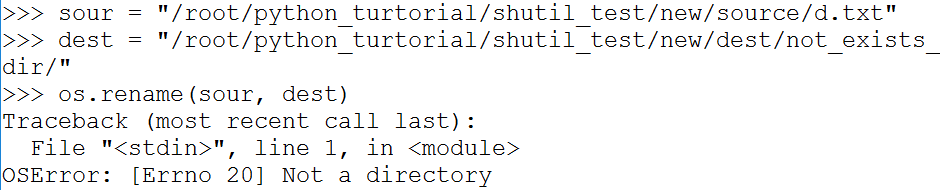 >>> sour = "/root/python_turtorial/shutil_test/new/source/d.txt"
>>> dest = "/root/python_turtorial/shutil_test/new/dest/not_exists_
dir/"
>>> os.rename(sour, dest)
Traceback (most recent call last):
  File "<stdin>", line 1, in <module>
OSError: [Errno 20] Not a directory